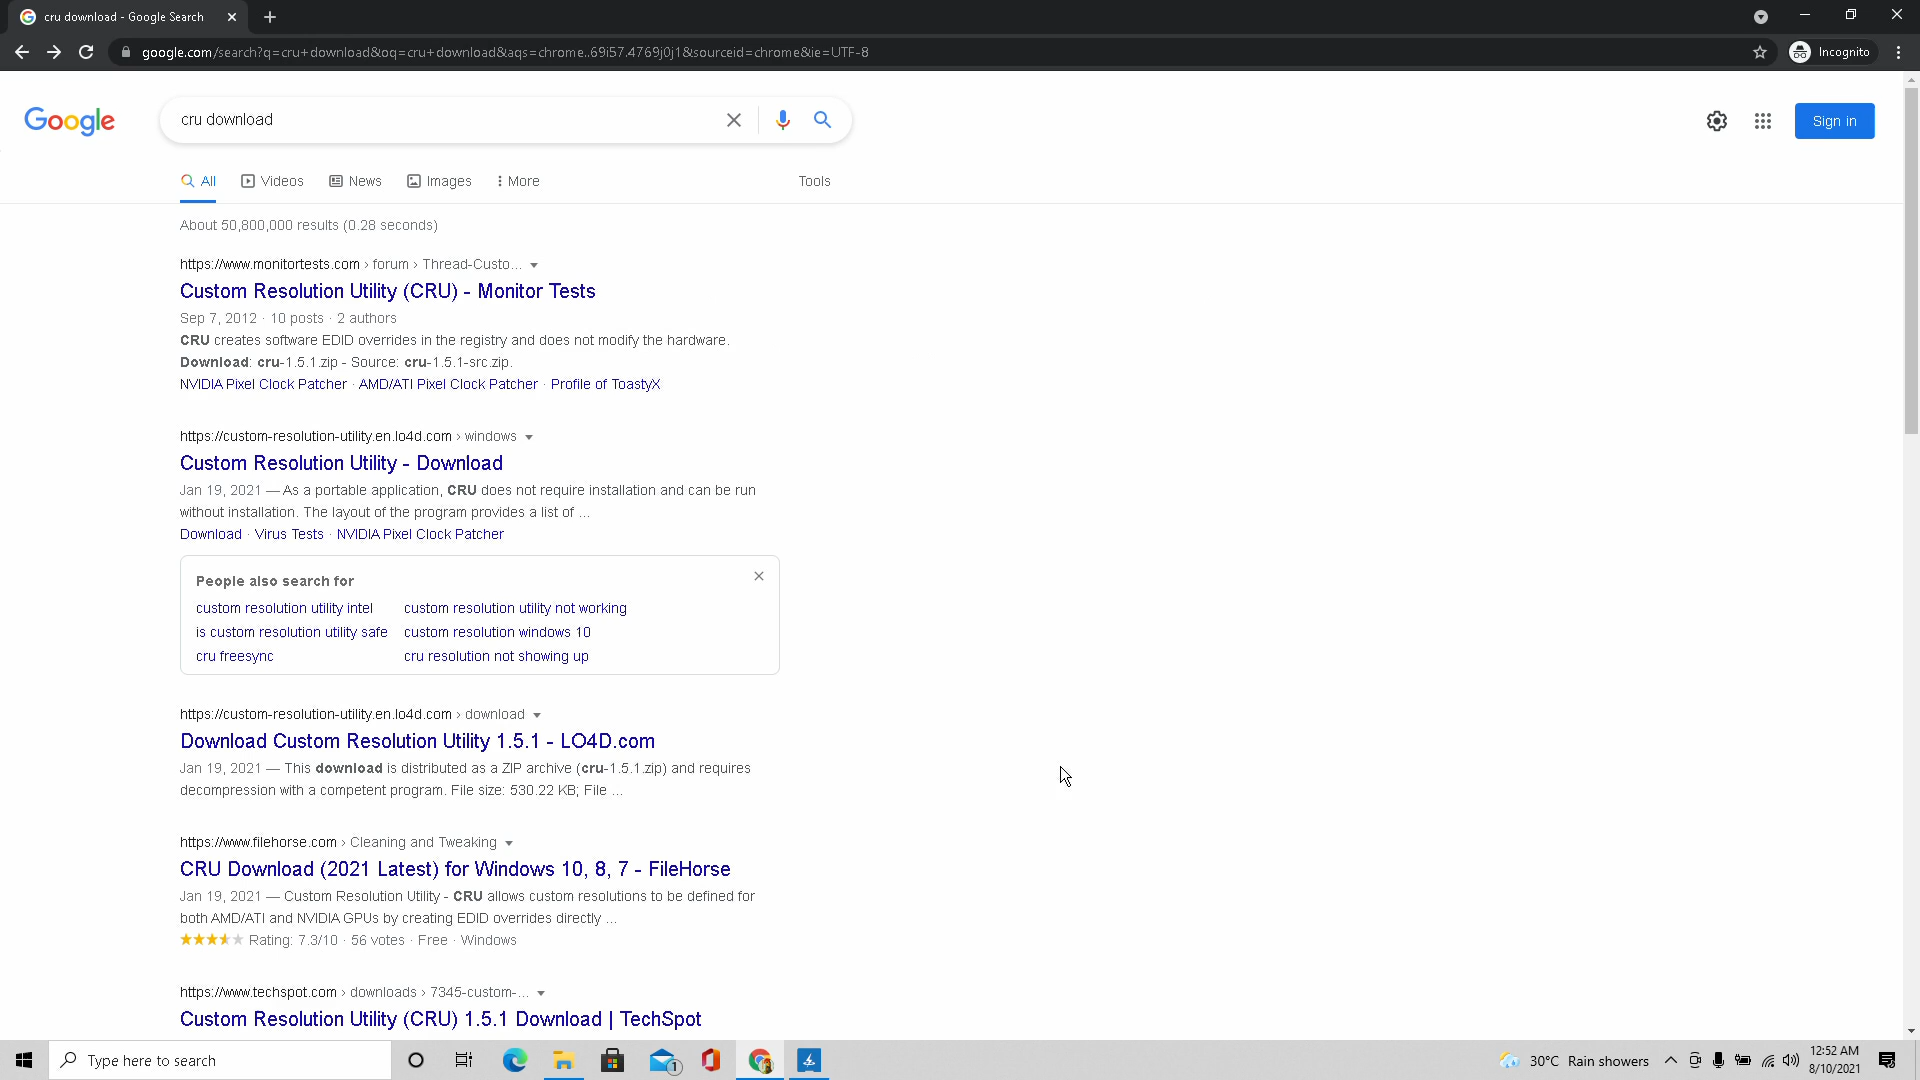 cru download - Google Search
google.com/search?q=cru+download&oq=cru+download&aqs=chrome..69i57.4769j0j1&sourceid=chrome&ie=UTF-8
Incognito
Google
cru download
Sign in
All
Videos
News
Images
More
Tools
About 50,800,000 results (0.28 seconds)
https://www.monitortests.com › forum › Thread-Custo...
Custom Resolution Utility (CRU) - Monitor Tests
Sep 7, 2012 · 10 posts · 2 authors
CRU creates software EDID overrides in the registry and does not modify the hardware.
Download: cru-1.5.1.zip - Source: cru-1.5.1-src.zip.
NVIDIA Pixel Clock Patcher · AMD/ATI Pixel Clock Patcher · Profile of ToastyX
https://custom-resolution-utility.en.lo4d.com › windows
Custom Resolution Utility - Download
Jan 19, 2021 — As a portable application, CRU does not require installation and can be run
without installation. The layout of the program provides a list of ...
Download · Virus Tests · NVIDIA Pixel Clock Patcher
People also search for
custom resolution utility intel
custom resolution utility not working
is custom resolution utility safe
custom resolution windows 10
cru freesync
cru resolution not showing up
https://custom-resolution-utility.en.lo4d.com › download
Download Custom Resolution Utility 1.5.1 - LO4D.com
Jan 19, 2021 — This download is distributed as a ZIP archive (cru-1.5.1.zip) and requires
decompression with a competent program. File size: 530.22 KB; File ...
https://www.filehorse.com › Cleaning and Tweaking
CRU Download (2021 Latest) for Windows 10, 8, 7 - FileHorse
Jan 19, 2021 — Custom Resolution Utility - CRU allows custom resolutions to be defined for
both AMD/ATI and NVIDIA GPUs by creating EDID overrides directly ...
Rating: 7.3/10 · 56 votes · Free · Windows
https://www.techspot.com › downloads › 7345-custom-...
Custom Resolution Utility (CRU) 1.5.1 Download | TechSpot
Type here to search
1
30°C Rain showers
12:52 AM
8/10/2021